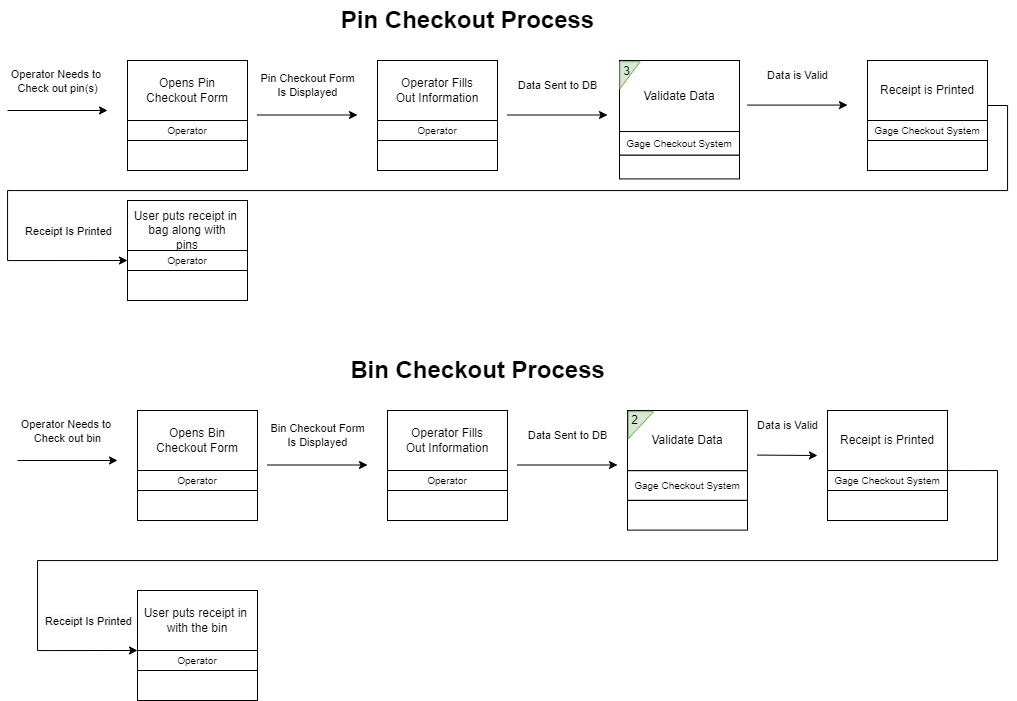 Pin Checkout Process
Operator Needs to
Check out pin(s)
Opens Pin
Checkout Form
Operator
Pin Checkout Form
Is Displayed
Operator Fills
Out Information
Operator
Data Sent to DB
3
Validate Data
Gage Checkout System
Data is Valid
Receipt is Printed
Gage Checkout System
Receipt Is Printed
User puts receipt in
bag along with
pins
Operator
Bin Checkout Process
Operator Needs to
Check out bin
Opens Bin
Checkout Form
Operator
Bin Checkout Form
Is Displayed
Operator Fills
Out Information
Operator
Data Sent to DB
2
Validate Data
Gage Checkout System
Data is Valid
Receipt is Printed
Gage Checkout System
Receipt Is Printed
User puts receipt in
with the bin
Operator